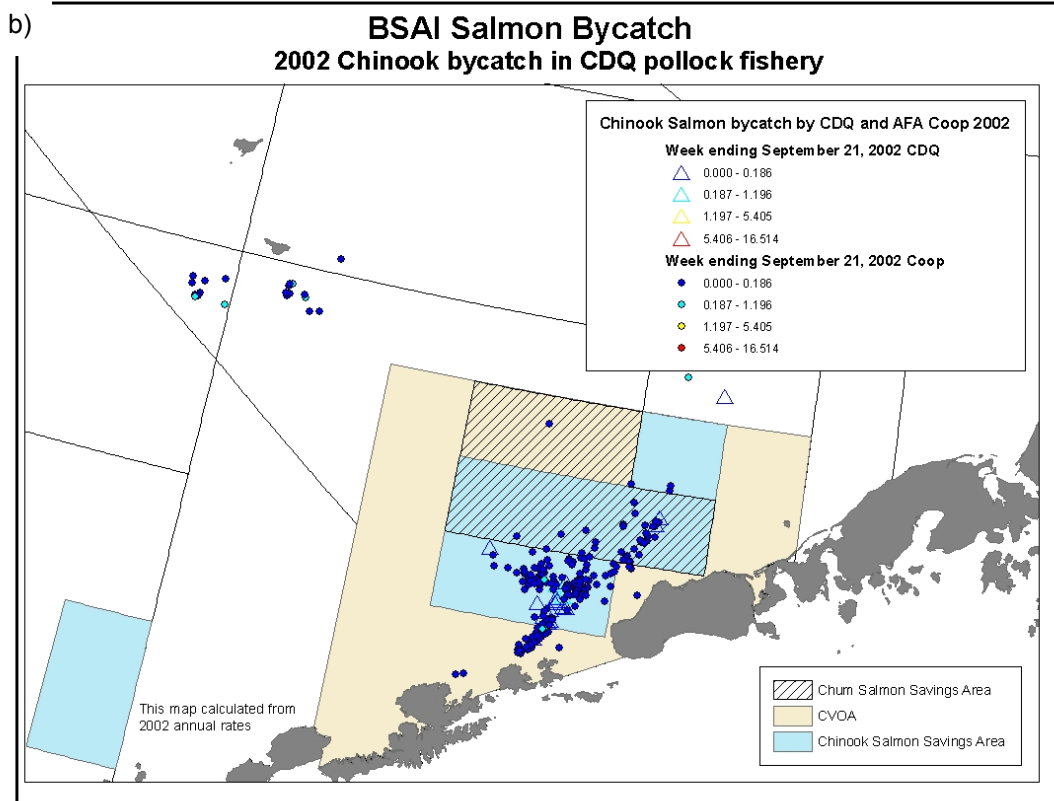 b)
BSAI Salmon Bycatch
2002 Chinook bycatch in CDQ pollock fishery
Chinook Salmon bycatch by CDQ and AFA Coop 2002
Week ending September 21, 2002 CDQ
0.000 - 0.186
0.187 - 1.196
1.197 - 5.405
5.406 - 16.514
Week ending September 21, 2002 Coop
0.000 - 0.186
0.187 - 1.196
1.197 - 5.405
5.406 - 16.514
This map calculated from
2002 annual rates
Chum Salmon Savings Area
CVOA
Chinook Salmon Savings Area